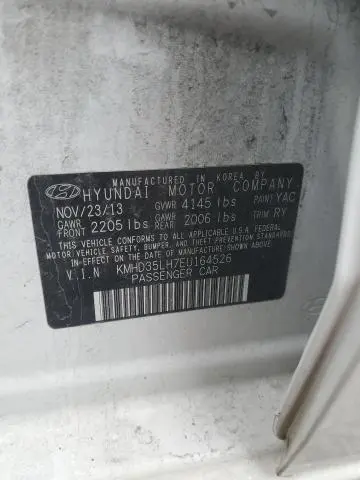 MANUFACTURED BY
HYUNDAI MOTOR COMPANY
NOV/23/13 GVWR 4145 lbs PAINT YAC
GAWR FRONT 2205 lbs GAWR REAR 2006 lbs TRIM RY
THIS VEHICLE CONFORMS TO ALL APPLICABLE U.S.A FEDERAL
MOTOR VEHICLE SAFETY, BUMPER, AND THEFT PREVENTION
STANDARDS IN EFFECT ON THE DATE OF MANUFACTURE SHOWN ABOVE.
V.I.N KMHD35LH7EU164526
PASSENGER CAR